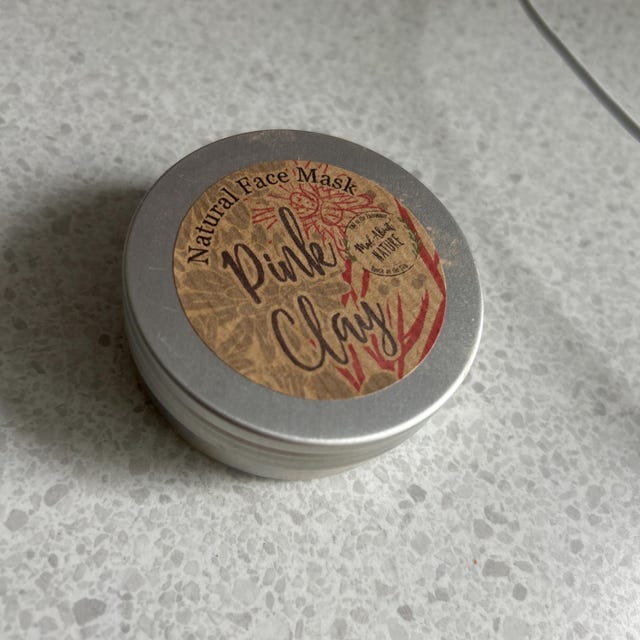 Natural Face Mask
Pink
Clay
NATURE